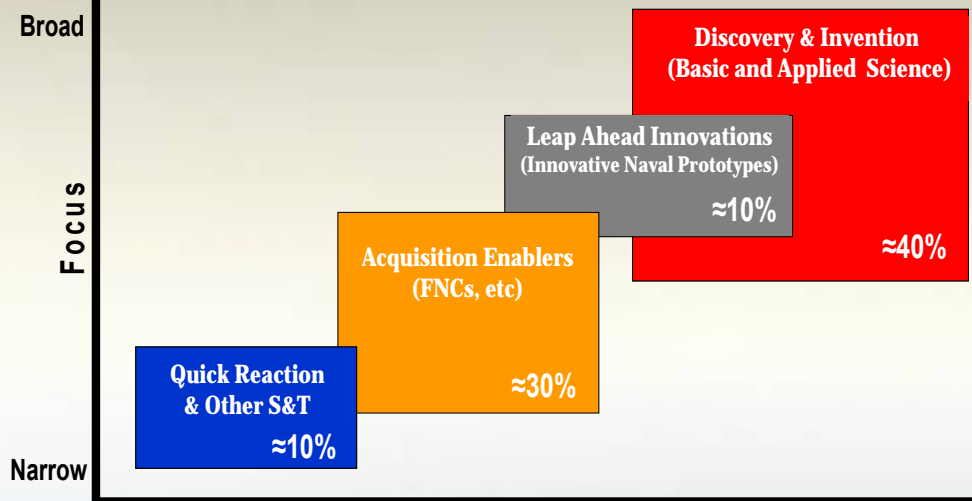 Broad
Discovery & Invention
(Basic and Applied Science)
Leap Ahead Innovations
(Innovative Naval Prototypes)
≈10%
≈40%
Focus
Acquisition Enablers
(FNCs, etc)
≈30%
Quick Reaction
& Other S&T
≈10%
Narrow